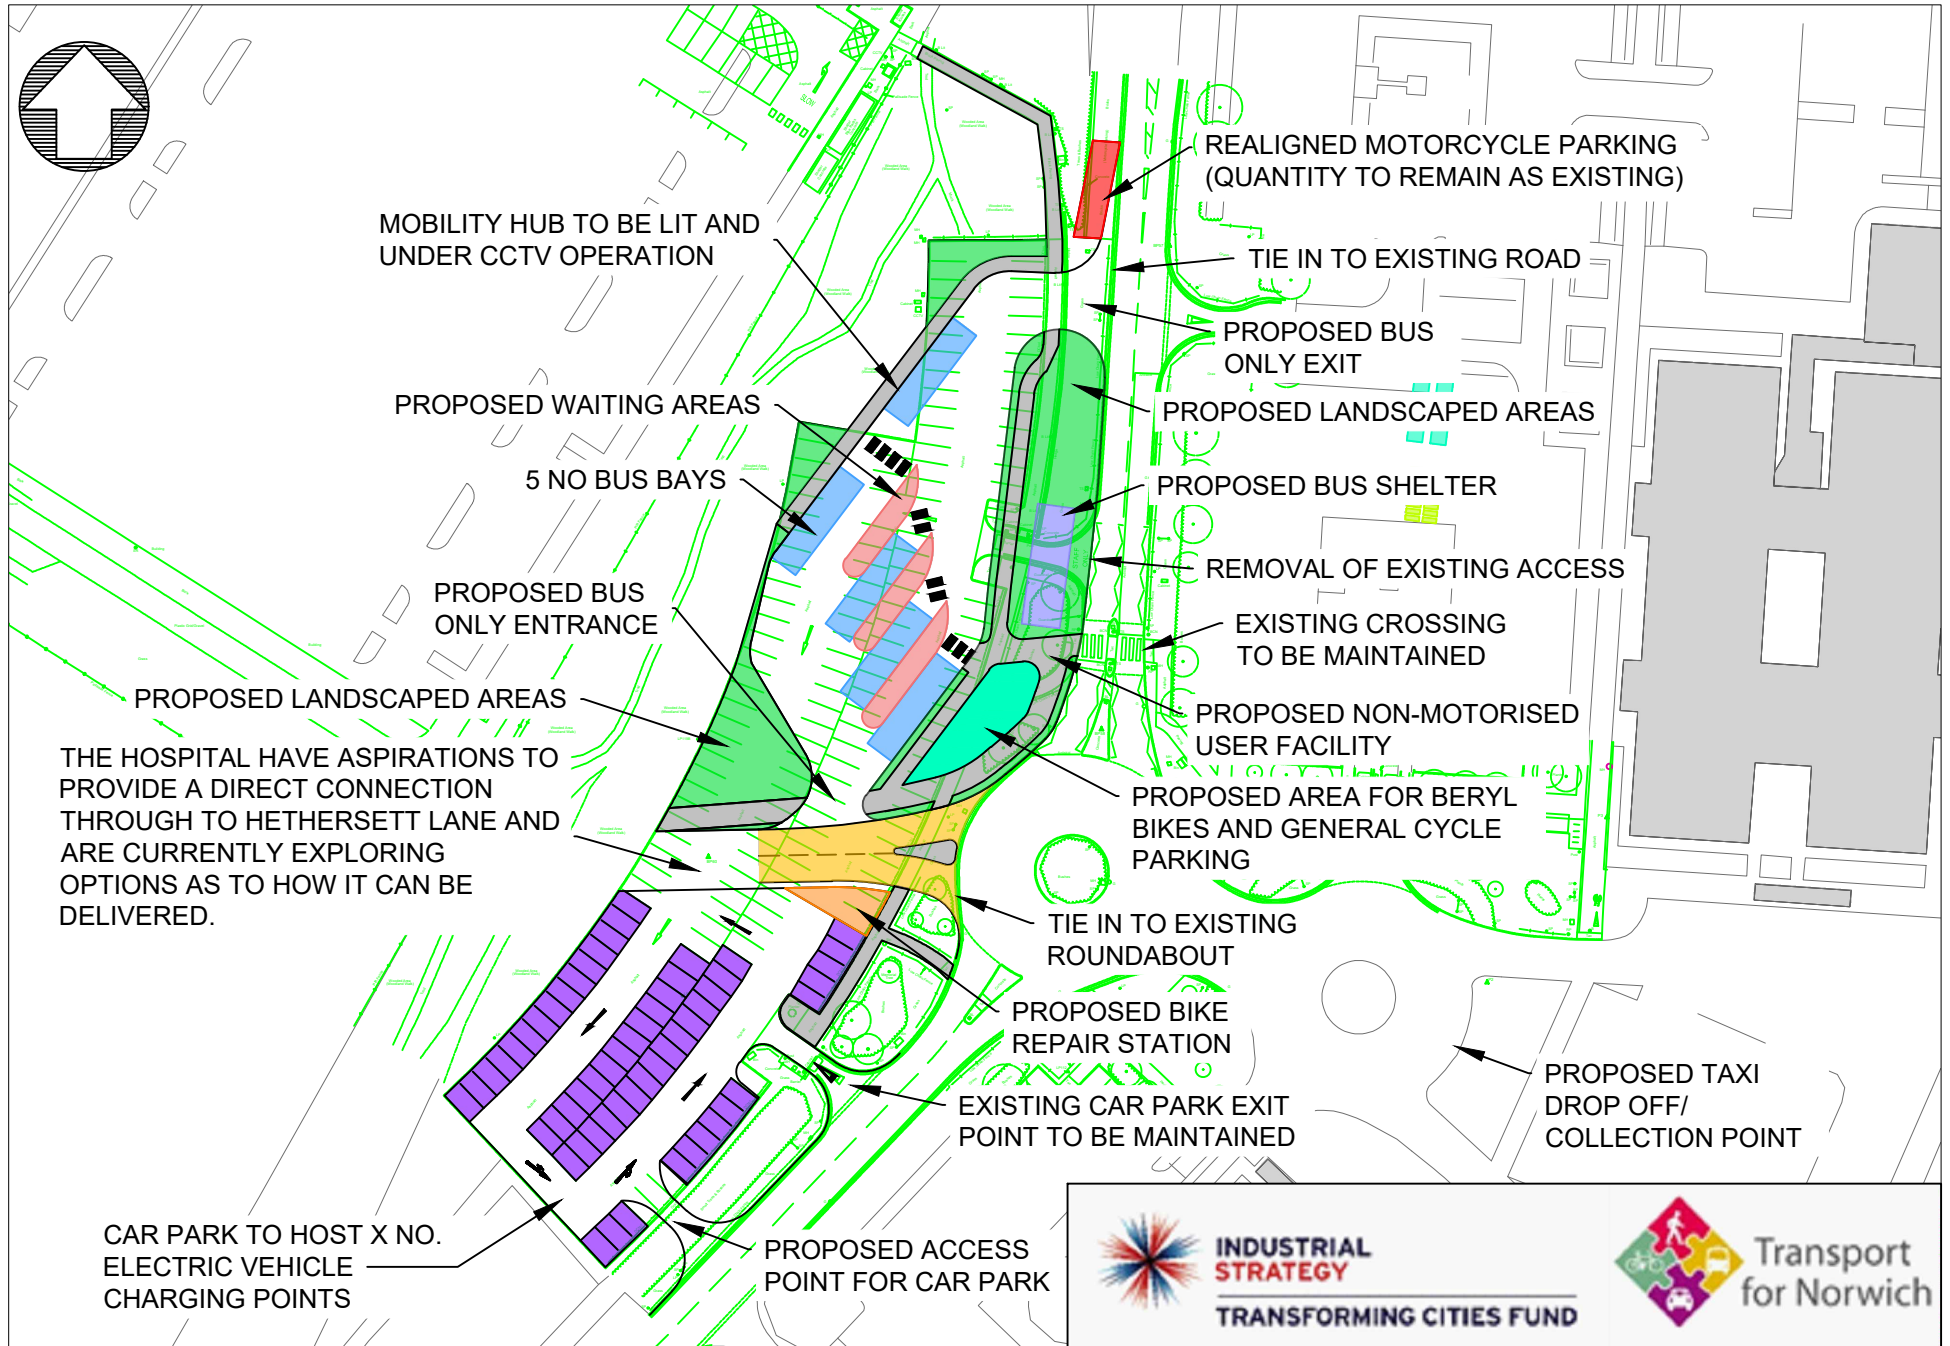 REALIGNED MOTORCYCLE PARKING
(QUANTITY TO REMAIN AS EXISTING)
MOBILITY HUB TO BE LIT AND
UNDER CCTV OPERATION
TIE IN TO EXISTING ROAD
PROPOSED BUS
ONLY EXIT
PROPOSED WAITING AREAS
PROPOSED LANDSCAPED AREAS
5 NO BUS BAYS
PROPOSED BUS SHELTER
REMOVAL OF EXISTING ACCESS
PROPOSED BUS
ONLY ENTRANCE
EXISTING CROSSING
TO BE MAINTAINED
PROPOSED LANDSCAPED AREAS
PROPOSED NON-MOTORISED
USER FACILITY
THE HOSPITAL HAVE ASPIRATIONS TO
PROVIDE A DIRECT CONNECTION
THROUGH TO HETHERSETT LANE AND
ARE CURRENTLY EXPLORING
OPTIONS AS TO HOW IT CAN BE
DELIVERED.
PROPOSED AREA FOR BERYL
BIKES AND GENERAL CYCLE
PARKING
TIE IN TO EXISTING
ROUNDABOUT
PROPOSED BIKE
REPAIR STATION
PROPOSED TAXI
DROP OFF/
COLLECTION POINT
EXISTING CAR PARK EXIT
POINT TO BE MAINTAINED
CAR PARK TO HOST X NO.
ELECTRIC VEHICLE
CHARGING POINTS
PROPOSED ACCESS
POINT FOR CAR PARK
INDUSTRIAL
STRATEGY
TRANSFORMING CITIES FUND
Transport
for Norwich
SLOW